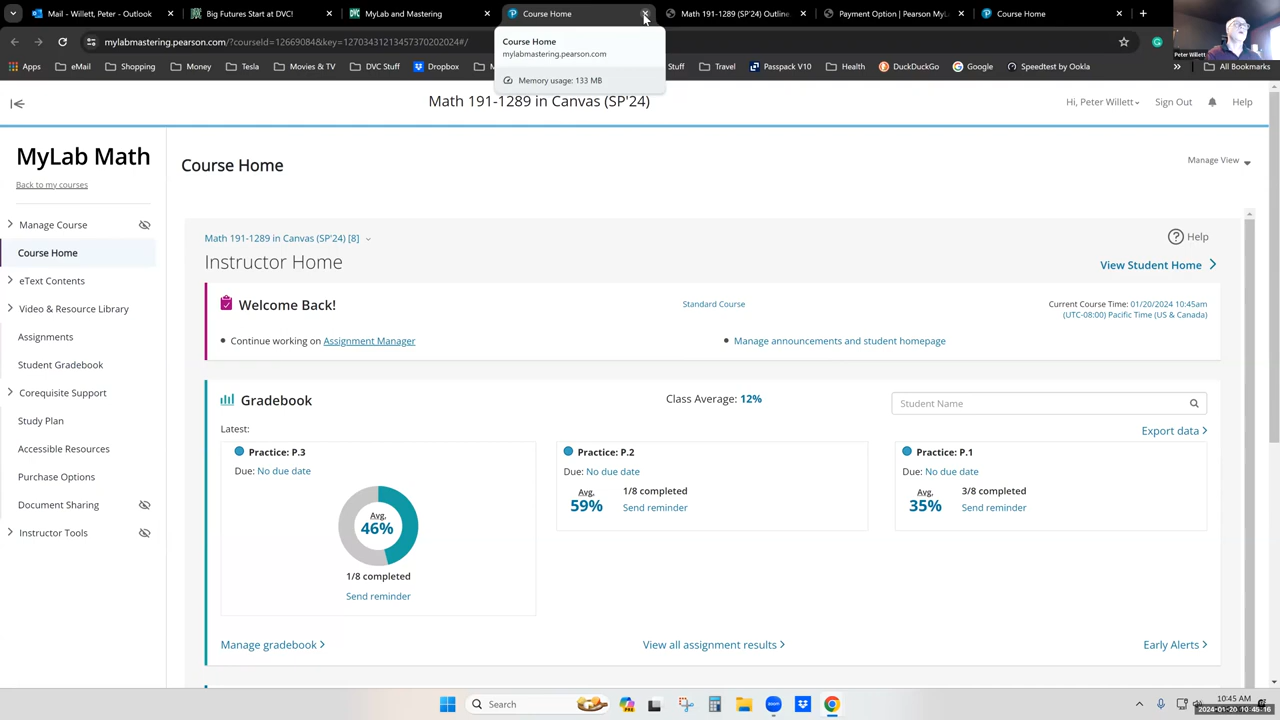 Mail - Willett, Peter - Outlook
Big Futures Start at DVC!
MyLab and Mastering
Course Home
Math 191-1289 (SP'24) Outline
Payment Option | Pearson MyLa
Course Home
mylabmastering.pearson.com/?courseId=12669084&key=1270343121345737020202​4#/
Course Home
mylabmastering.pearson.com
Memory usage: 133 MB
Apps
eMail
Shopping
Money
Tesla
Movies & TV
DVC
Dropbox
Stuff
Travel
Passpack V10
Health
DuckDuckGo
Google
Speedtest by Ookla
»
All Bookmarks
Peter Willett
Math 191-1289 in Canvas (SP'24)
Hi, Peter Willett
Sign Out
Help
MyLab Math
Back to my courses
Manage Course
Course Home
eText Contents
Video & Resource Library
Assignments
Student Gradebook
Corequisite Support
Study Plan
Accessible Resources
Purchase Options
Document Sharing
Instructor Tools
Course Home
Manage View
Math 191-1289 in Canvas (SP'24) [8]
? Help
Instructor Home
View Student Home
Welcome Back!
Standard Course
Current Course Time: 01/20/2024 10:45am
(UTC-08:00) Pacific Time (US & Canada)
Continue working on Assignment Manager
Manage announcements and student homepage
Gradebook
Class Average: 12%
Student Name
Latest:
Export data
Practice: P.3
Due: No due date
Avg.
46%
1/8 completed
Send reminder
Practice: P.2
Due: No due date
Avg.
59%
1/8 completed
Send reminder
Practice: P.1
Due: No due date
Avg.
35%
3/8 completed
Send reminder
Manage gradebook
View all assignment results
Early Alerts
Search
10:45 AM
2024-01-20 10:45:16